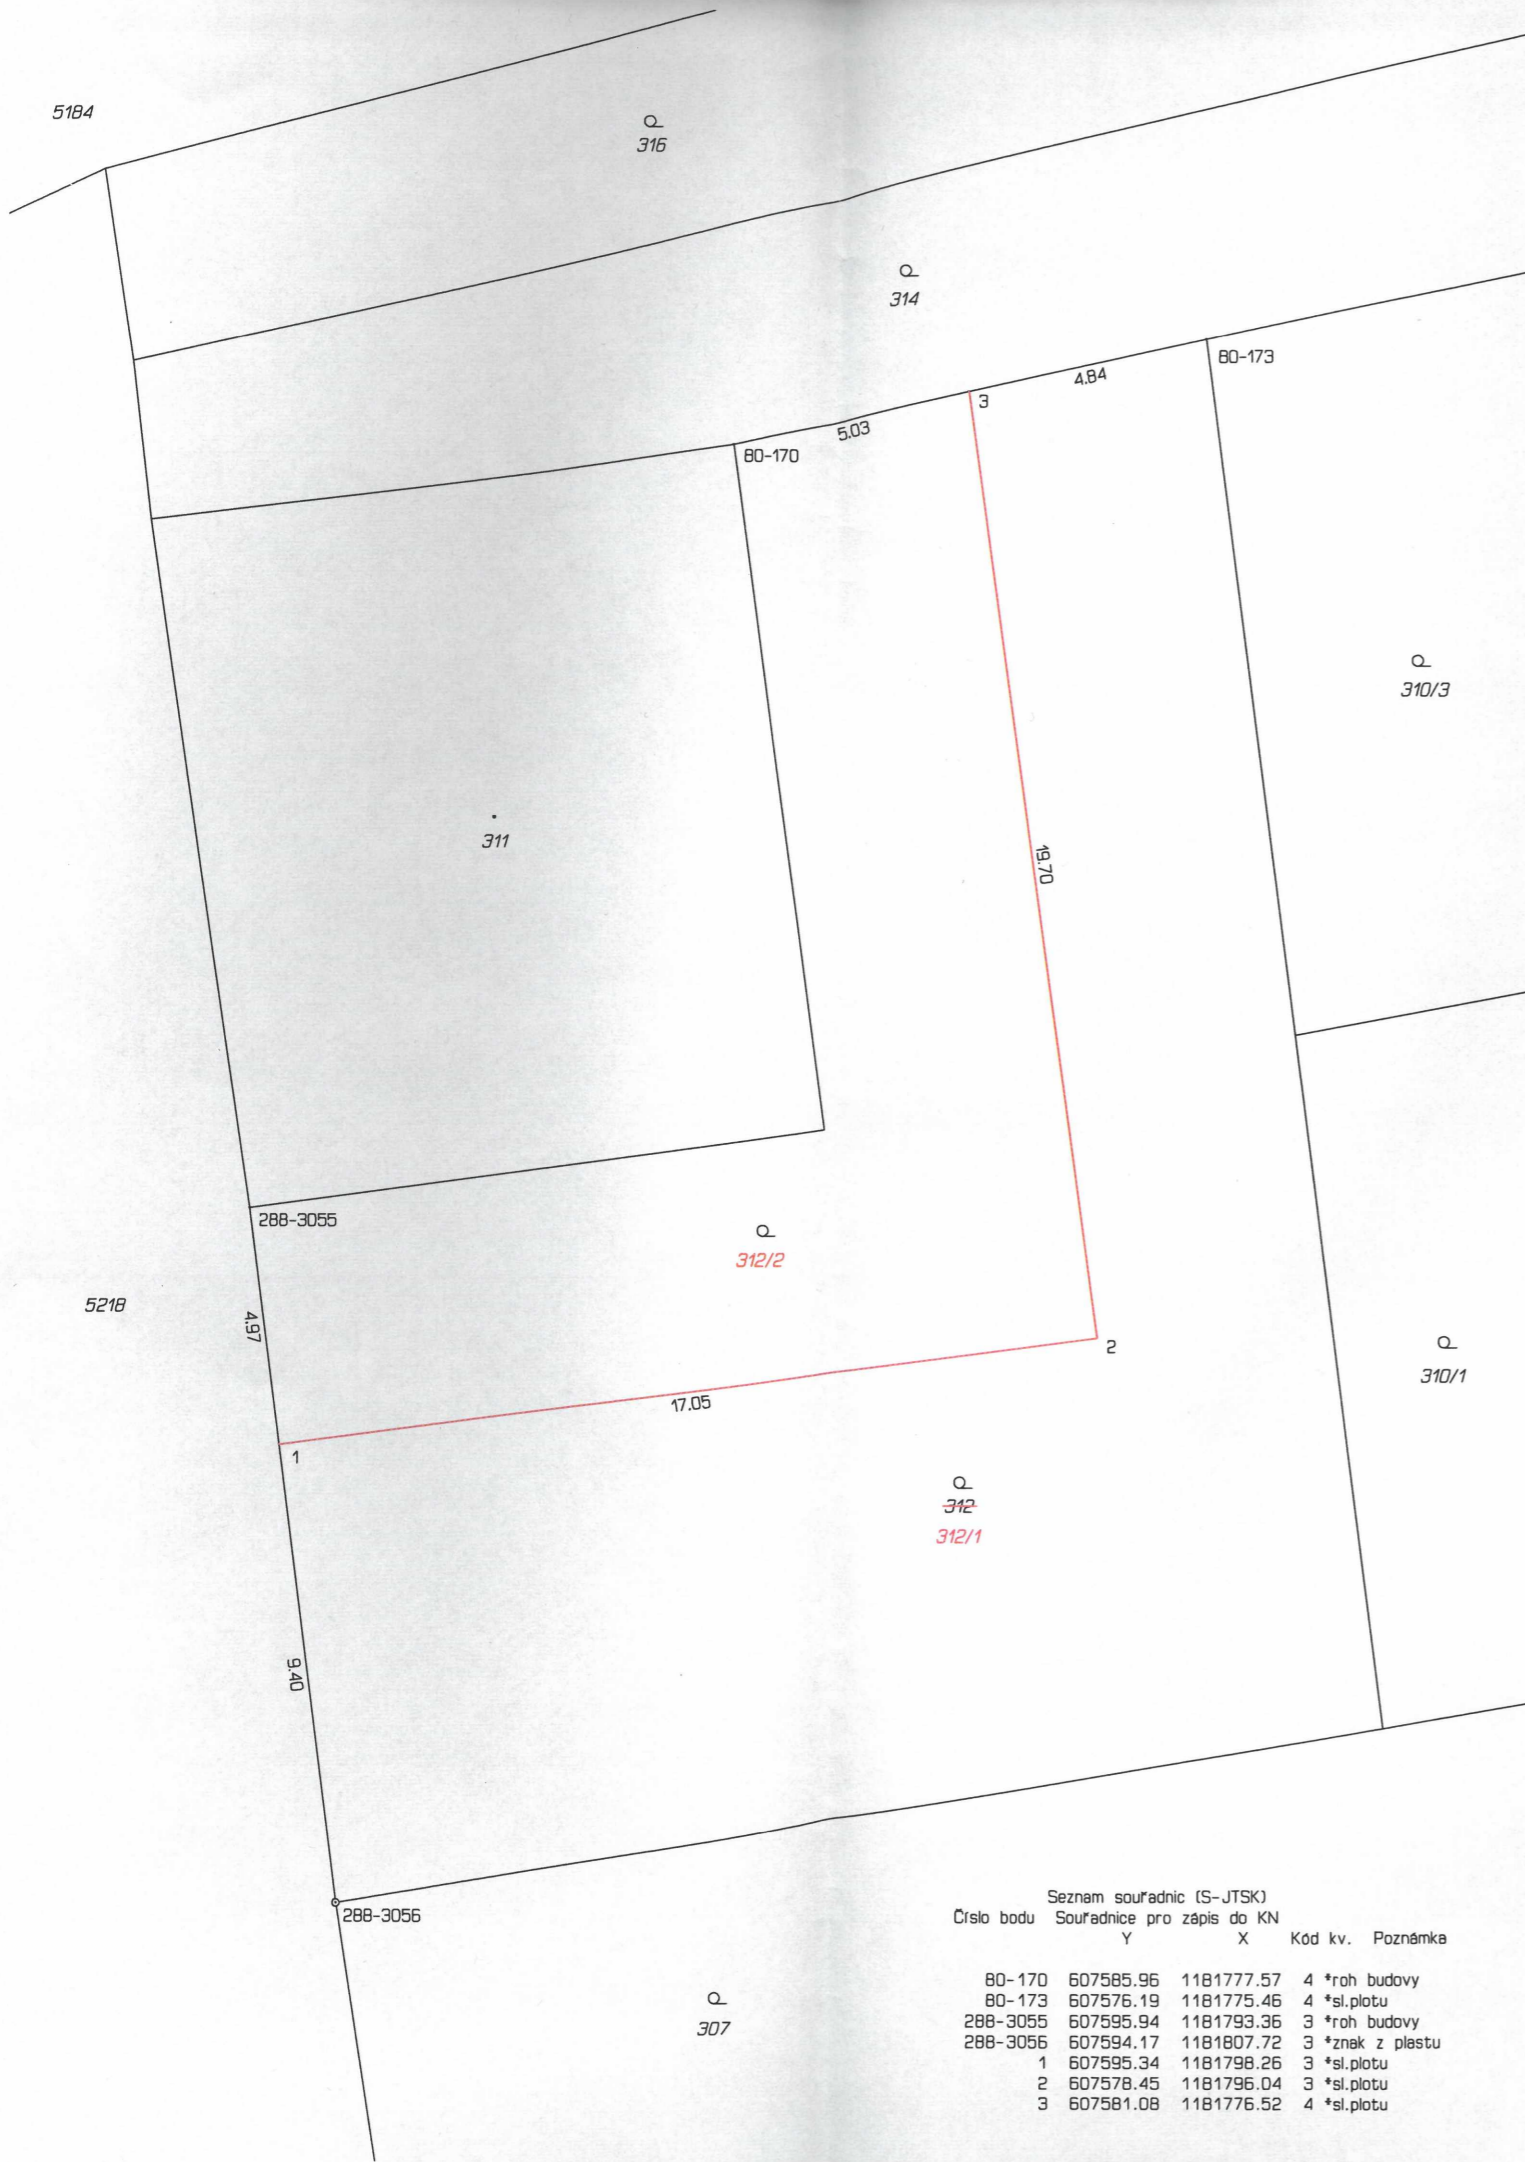 5184
316
314
80-173
4.84
3
5.03
80-170
310/3
311
19.70
288-3055
312/2
5218
4.97
2
310/1
17.05
1
312
312/1
9.40
288-3056
307
Seznam souřadnic (S-JTSK)
Číslo bodu Souřadnice pro zápis do KN
Y X Kód kv. Poznámka
80-170 607585.96 1181777.57 4 *roh budovy
80-173 607576.19 1181775.46 4 *sl.plotu
288-3055 607595.94 1181793.36 3 *roh budovy
288-3056 607594.17 1181807.72 3 *znak z plastu
1 607595.34 1181798.26 3 *sl.plotu
2 607578.45 1181796.04 3 *sl.plotu
3 607581.08 1181776.52 4 *sl.plotu